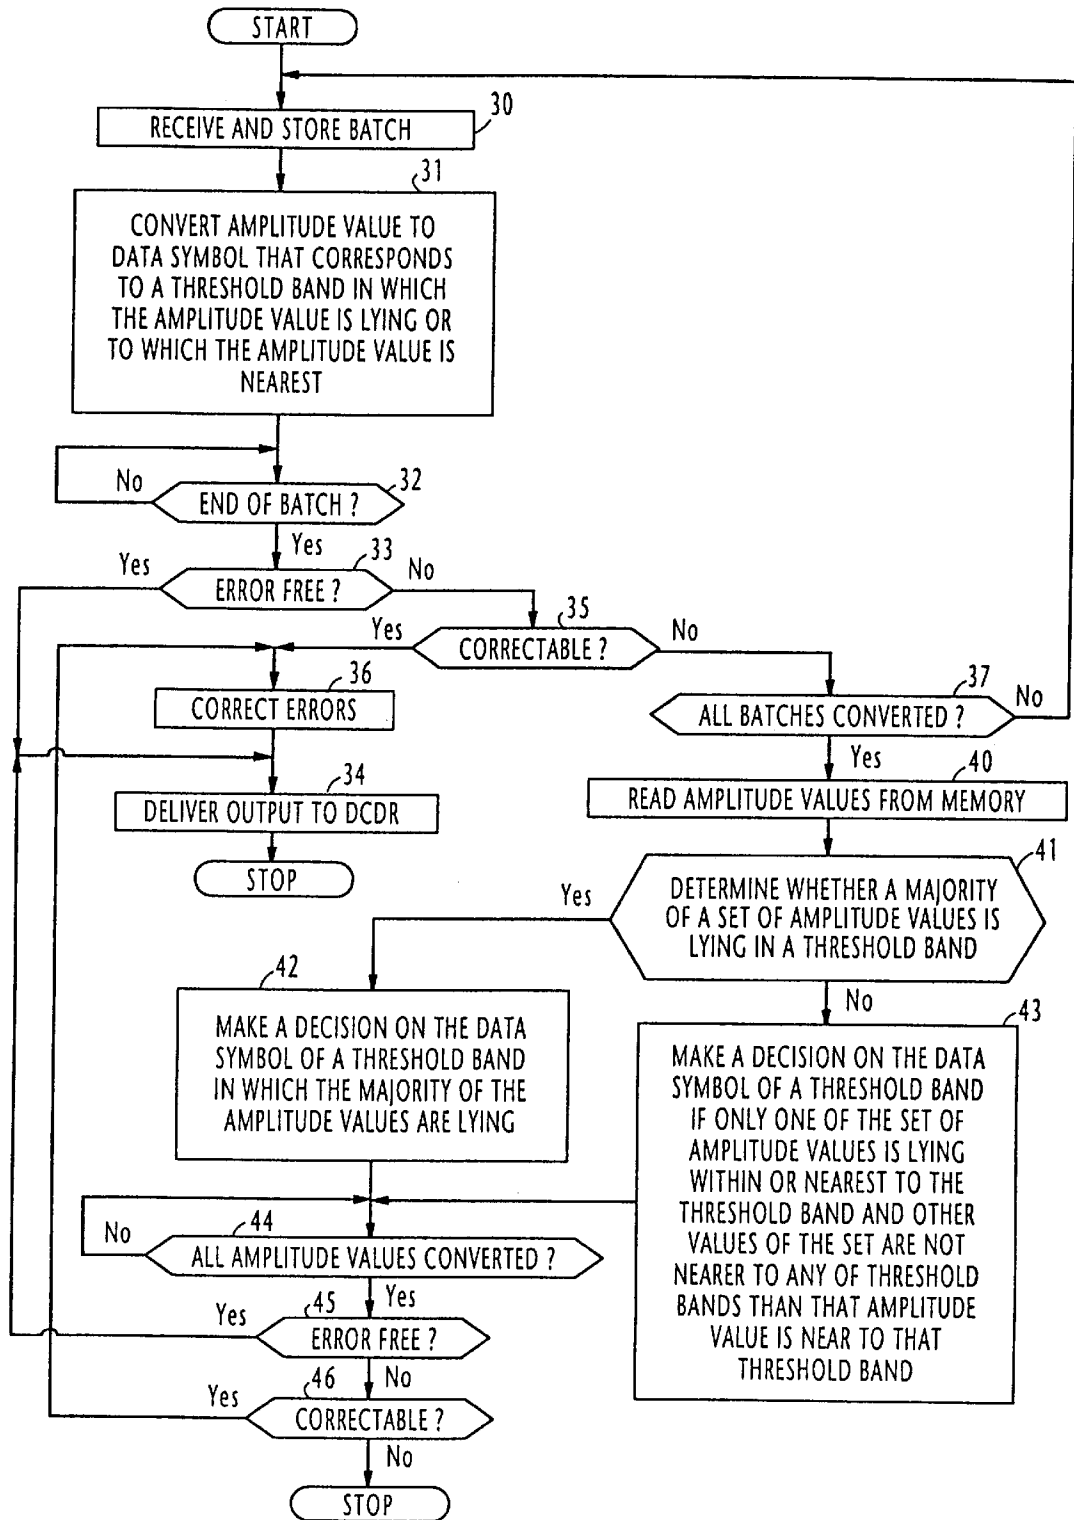 START
30
RECEIVE AND STORE BATCH
31
CONVERT AMPLITUDE VALUE TO
DATA SYMBOL THAT CORRESPONDS
TO A THRESHOLD BAND IN WHICH
THE AMPLITUDE VALUE IS LYING OR
TO WHICH THE AMPLITUDE VALUE IS
NEAREST
No
32
END OF BATCH ?
Yes
33
Yes
No
ERROR FREE ?
35
Yes
No
CORRECTABLE ?
36
CORRECT ERRORS
37
No
ALL BATCHES CONVERTED ?
Yes
34
DELIVER OUTPUT TO DCDR
STOP
40
READ AMPLITUDE VALUES FROM MEMORY
41
Yes
DETERMINE WHETHER A MAJORITY
OF A SET OF AMPLITUDE VALUES IS
LYING IN A THRESHOLD BAND
No
42
MAKE A DECISION ON THE DATA
SYMBOL OF A THRESHOLD BAND
IN WHICH THE MAJORITY OF THE
AMPLITUDE VALUES ARE LYING
43
MAKE A DECISION ON THE DATA
SYMBOL OF A THRESHOLD BAND
IF ONLY ONE OF THE SET OF
AMPLITUDE VALUES IS LYING
WITHIN OR NEAREST TO THE
THRESHOLD BAND AND OTHER
VALUES OF THE SET ARE NOT
NEARER TO ANY OF THRESHOLD
BANDS THAN THAT AMPLITUDE
VALUE IS NEAR TO THAT
THRESHOLD BAND
No
44
ALL AMPLITUDE VALUES CONVERTED ?
Yes
45
Yes
ERROR FREE ?
No
46
Yes
CORRECTABLE ?
No
STOP